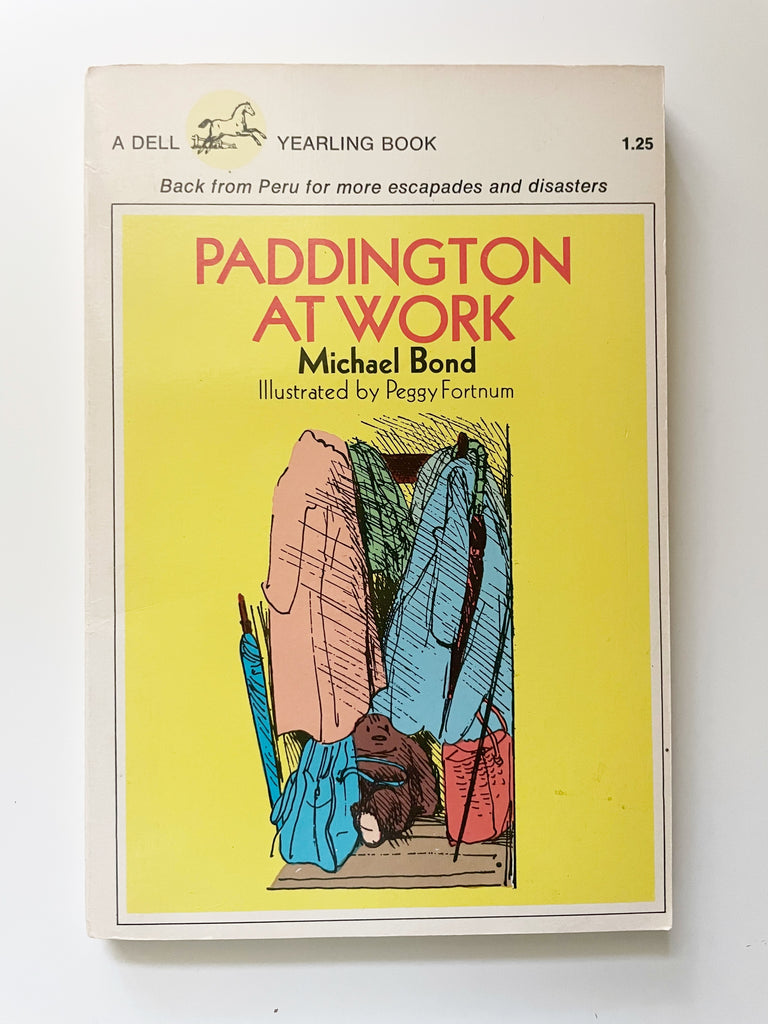 A DELL YEARLING BOOK 1.25
Back from Peru for more escapades and disasters
PADDINGTON
AT WORK
Michael Bond
Illustrated by Peggy Fortnum